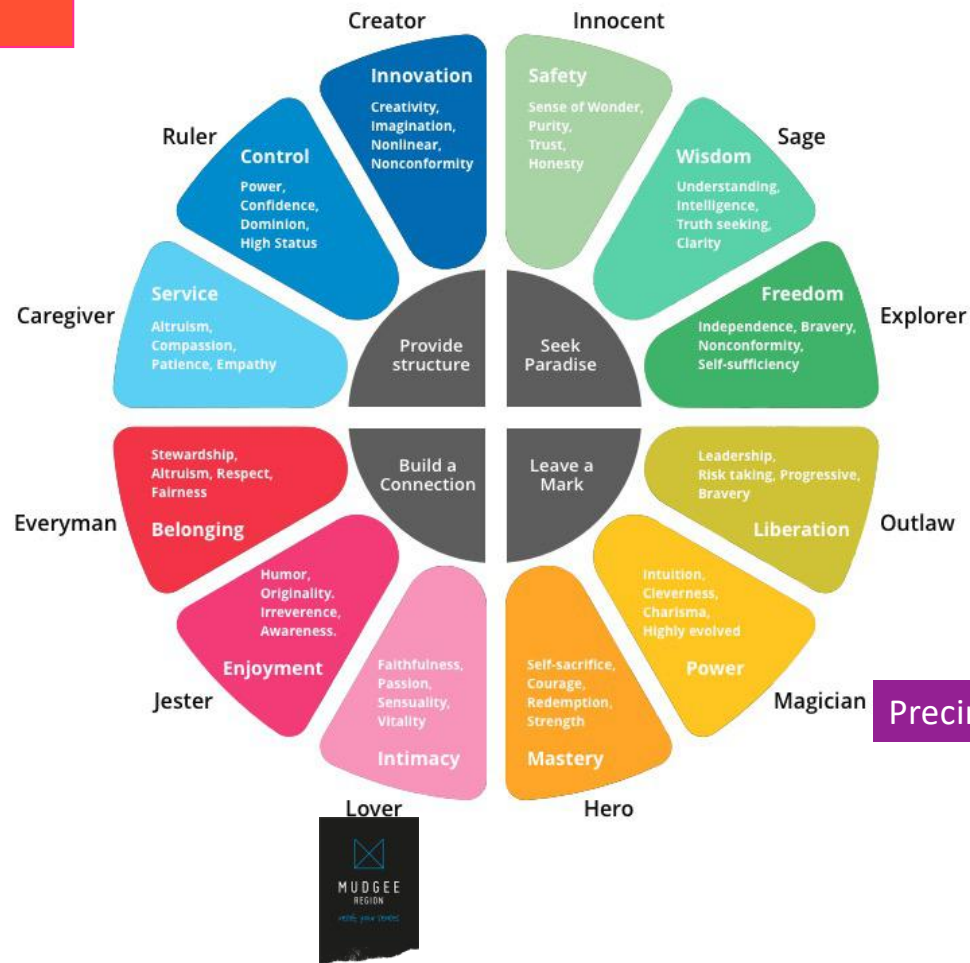 Creator
Innocent
Innovation
Creativity,
Imagination,
Nonlinear,
Nonconformity
Safety
Sense of Wonder,
Purity,
Trust,
Honesty
Ruler
Control
Power,
Confidence,
Dominion,
High Status
Sage
Wisdom
Understanding,
Intelligence,
Truth seeking,
Clarity
Caregiver
Service
Altruism,
Compassion,
Patience, Empathy
Explorer
Freedom
Independence, Bravery,
Nonconformity,
Self-sufficiency
Provide
structure
Seek
Paradise
Build a
Connection
Leave a
Mark
Everyman
Stewardship,
Altruism, Respect,
Fairness
Belonging
Outlaw
Leadership,
Risk taking, Progressive,
Bravery
Liberation
Jester
Humor,
Originality.
Irreverence,
Awareness.
Enjoyment
Magician
Intuition,
Cleverness,
Charisma,
Highly evolved
Power
Precin
Lover
Faithfulness,
Passion,
Sensuality,
Vitality
Intimacy
Hero
Self-sacrifice,
Courage,
Redemption,
Strength
Mastery
MUDGEE
REGION
your senses